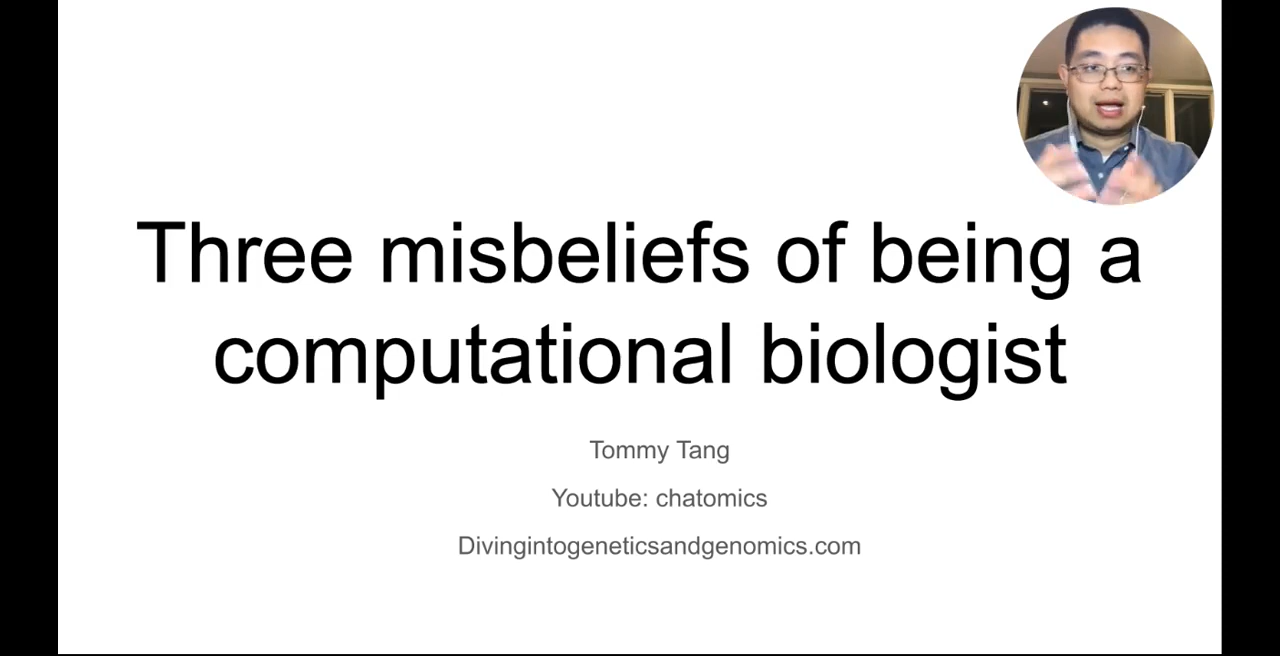 Three misbeliefs of being a
computational biologist
Tommy Tang
Youtube: chatomics
Divingintogeneticsandgenomics.com